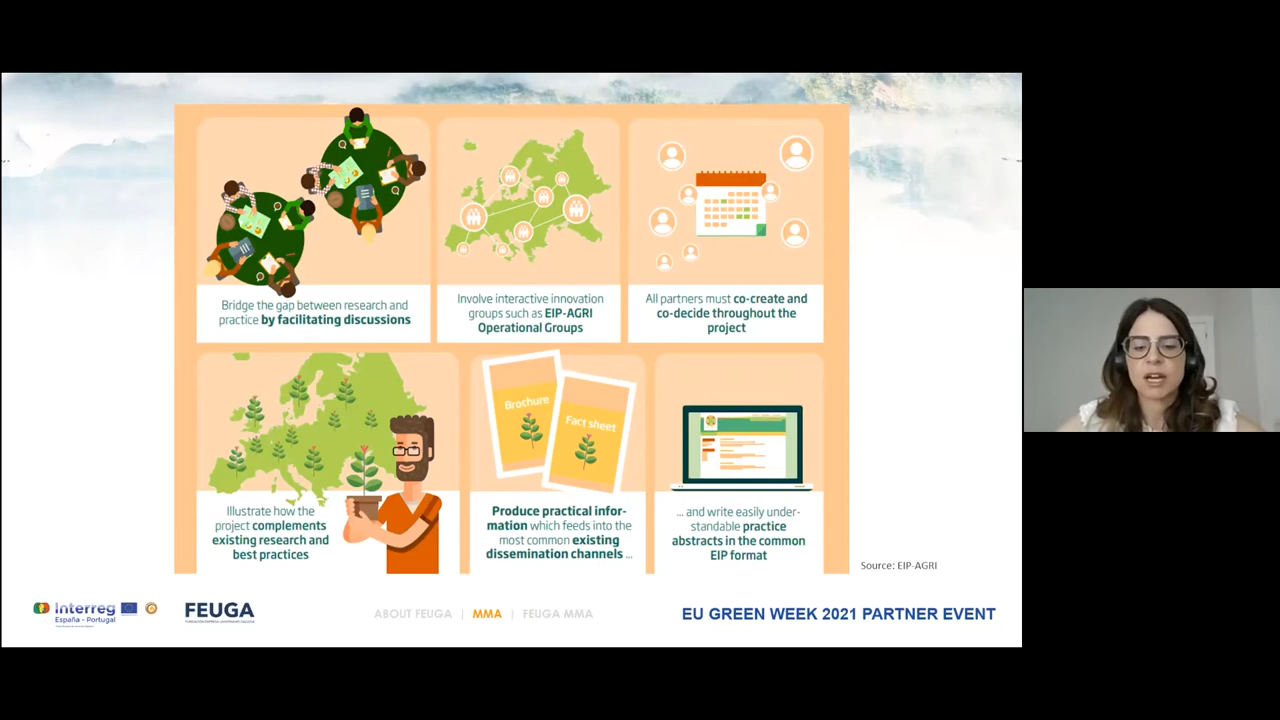 Bridge the gap between research and
practice by facilitating discussions
Involve interactive innovation
groups such as EIP-AGRI
Operational Groups
All partners must co-create and
co-decide throughout the
project
Brochure
Fact sheet
Illustrate how the
project complements
existing research and
best practices
Produce practical infor-
mation which feeds into the
most common existing
dissemination channels ...
... and write easily under-
standable practice
abstracts in the common
EIP format
Source: EIP-AGRI
Interreg
España - Portugal
FEUGA
ABOUT FEUGA | MMA | FEUGA MMA
EU GREEN WEEK 2021 PARTNER EVENT